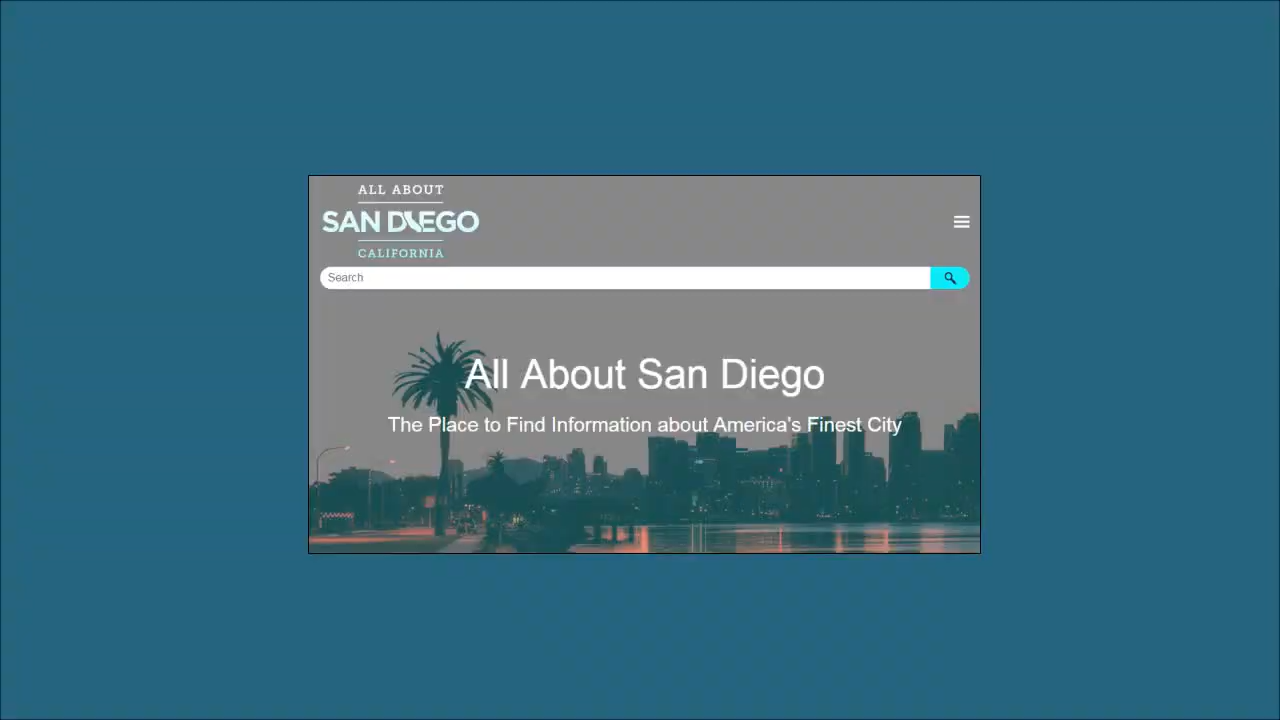 ALL ABOUT
SAN DIEGO
CALIFORNIA
Search
All About San Diego
The Place to Find Information about America's Finest City